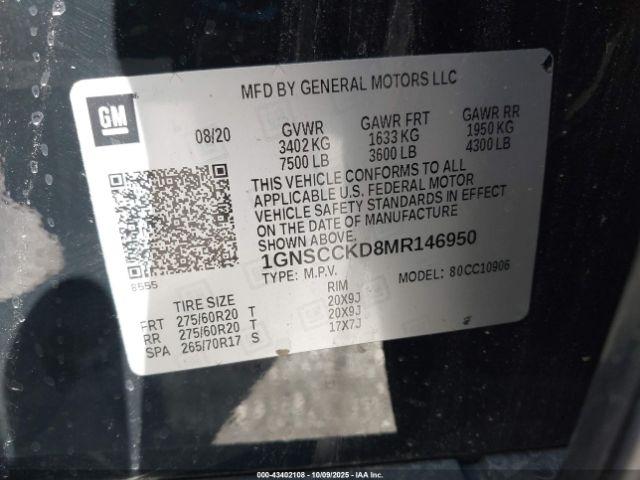 MFD BY GENERAL MOTORS LLC
GM
08/20 GVWR GAWR FRT GAWR RR
3402 KG 1633 KG 1950 KG
7500 LB 3600 LB 4300 LB
THIS VEHICLE CONFORMS TO ALL
APPLICABLE U.S. FEDERAL MOTOR
VEHICLE SAFETY STANDARDS IN EFFECT
ON THE DATE OF MANUFACTURE
SHOWN ABOVE.
1GNSCCKD8MR146950
TYPE: M.P.V. MODEL: 80CC10906
8555
TIRE SIZE RIM
FRT 275/60R20 T 20X9J
RR 275/60R20 T 20X9J
SPA 265/70R17 S 17X7J
000-43402108 - 10/09/2025 - IAAI.COM